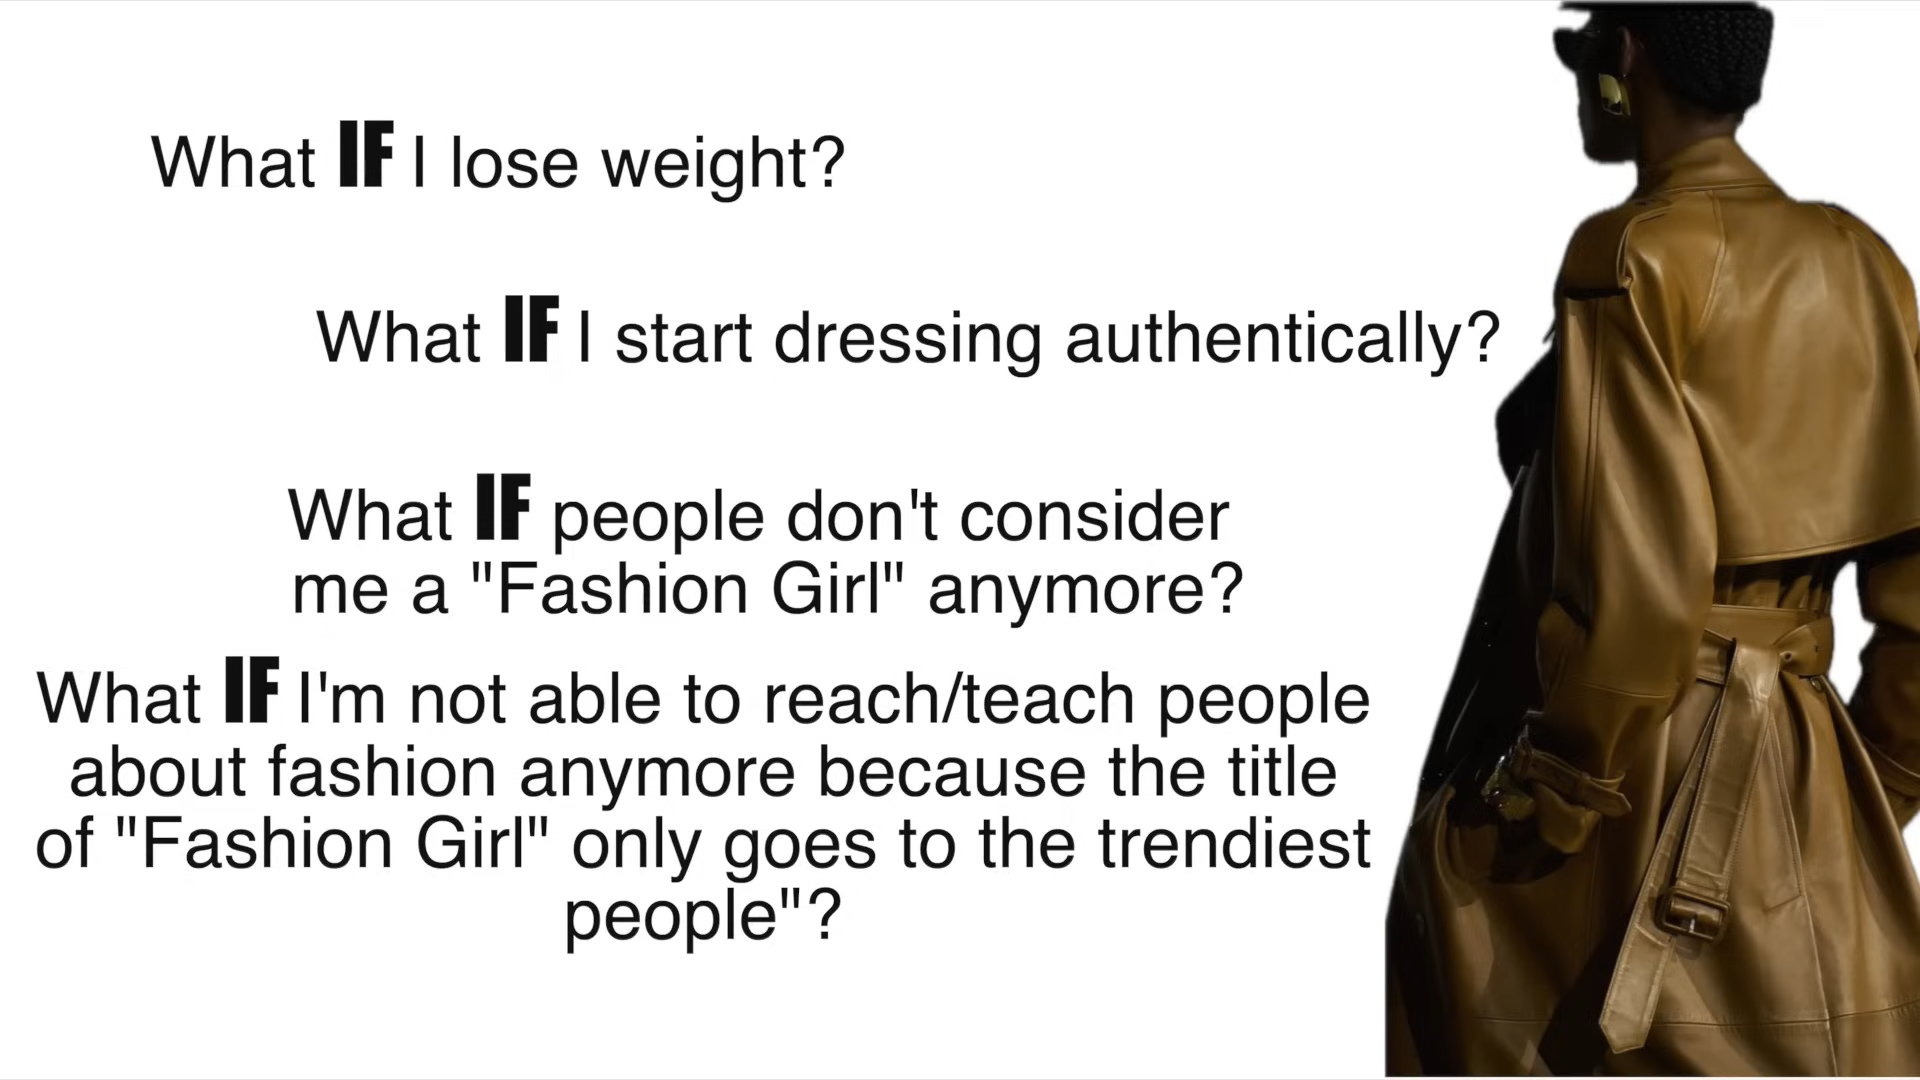 What IF I lose weight?
What IF I start dressing authentically?
What IF people don't consider
me a "Fashion Girl" anymore?
What IF I'm not able to reach/teach people
about fashion anymore because the title
of "Fashion Girl" only goes to the trendiest
people"?